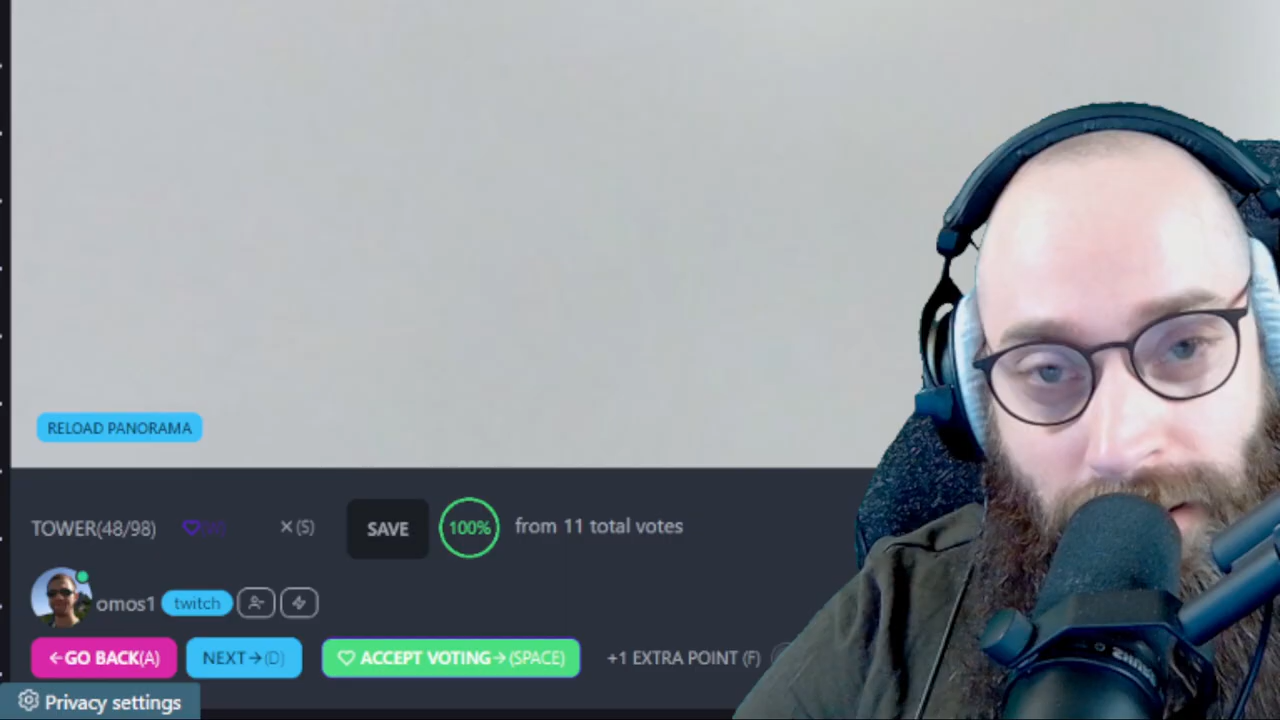 RELOAD PANORAMA
TOWER(48/98) ×(S) SAVE 100% from 11 total votes
omos1 twitch
←GO BACK(A) NEXT→(D) ♡ ACCEPT VOTING→(SPACE) +1 EXTRA POINT (F)
Privacy settings